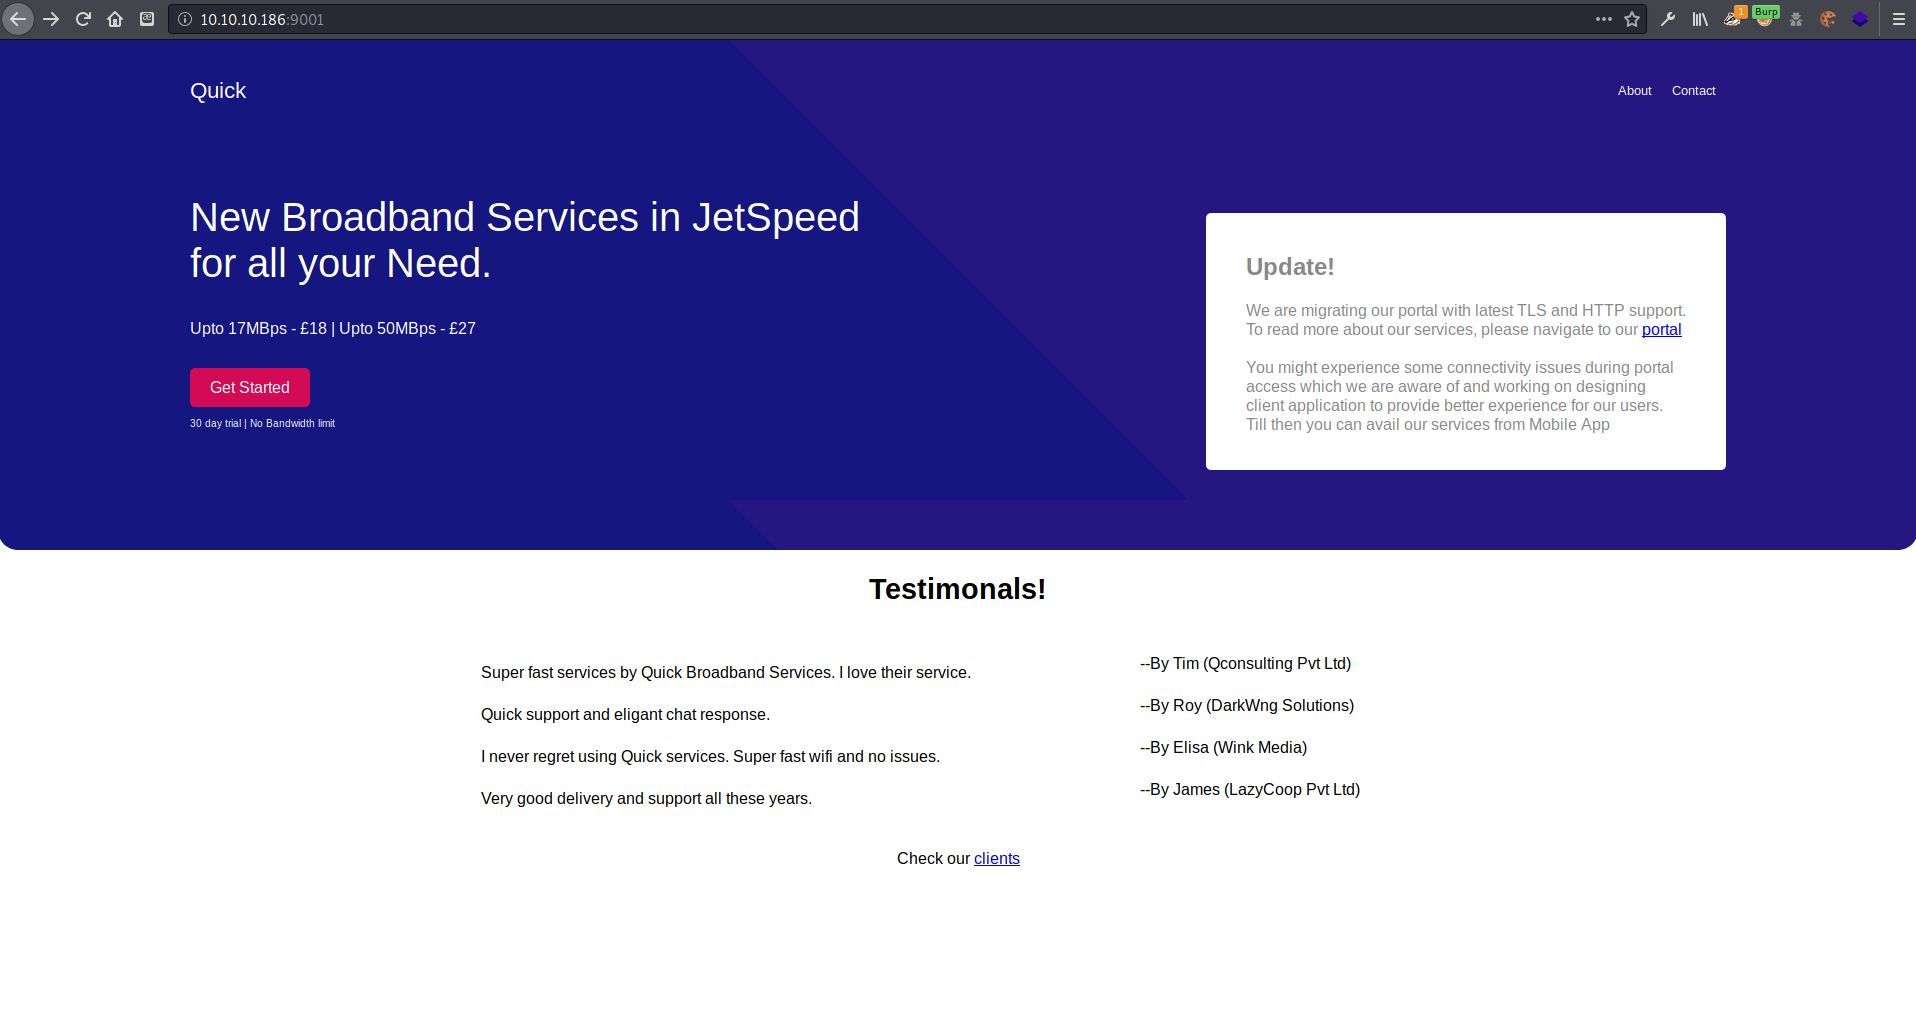 10.10.10.186:9001
1
Burp
Quick
About
Contact
New Broadband Services in JetSpeed
for all your Need.
Upto 17MBps - £18 | Upto 50MBps - £27
Get Started
30 day trial | No Bandwidth limit
Update!
We are migrating our portal with latest TLS and HTTP support.
To read more about our services, please navigate to our portal
You might experience some connectivity issues during portal
access which we are aware of and working on designing
client application to provide better experience for our users.
Till then you can avail our services from Mobile App
Testimonals!
Super fast services by Quick Broadband Services. I love their service.
--By Tim (Qconsulting Pvt Ltd)
Quick support and eligant chat response.
--By Roy (DarkWng Solutions)
I never regret using Quick services. Super fast wifi and no issues.
--By Elisa (Wink Media)
Very good delivery and support all these years.
--By James (LazyCoop Pvt Ltd)
Check our clients